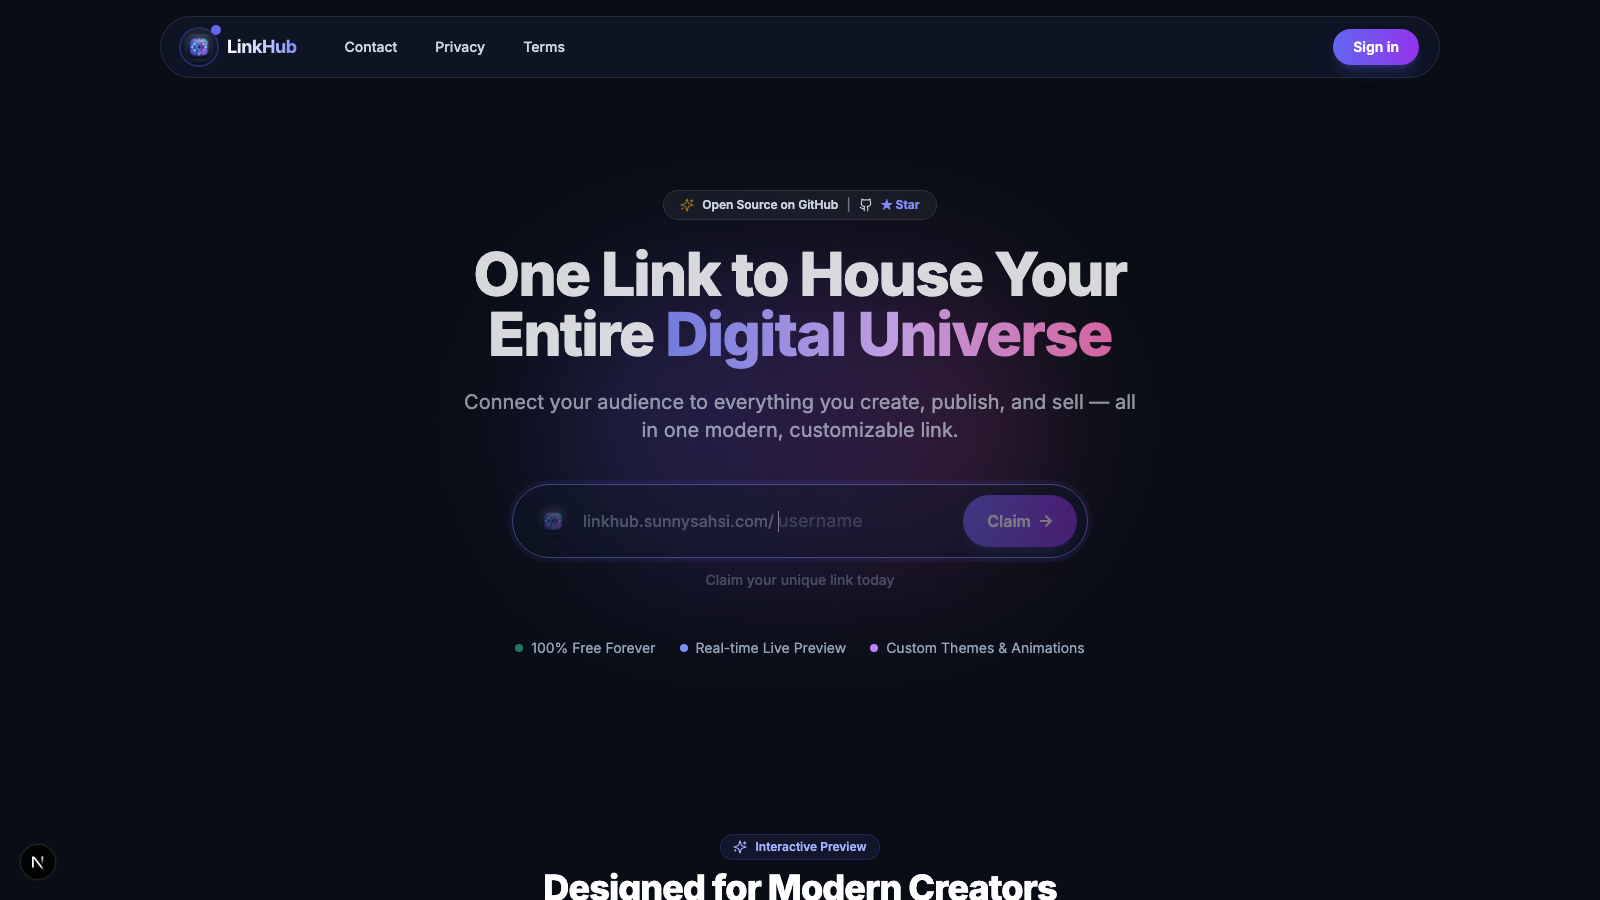 LinkHub
Contact
Privacy
Terms
Sign in
Open Source on GitHub | ★ Star
One Link to House Your
Entire Digital Universe
Connect your audience to everything you create, publish, and sell — all
in one modern, customizable link.
linkhub.sunnysahsi.com/ username
Claim →
Claim your unique link today
100% Free Forever
Real-time Live Preview
Custom Themes & Animations
Interactive Preview
Designed for Modern Creators
N